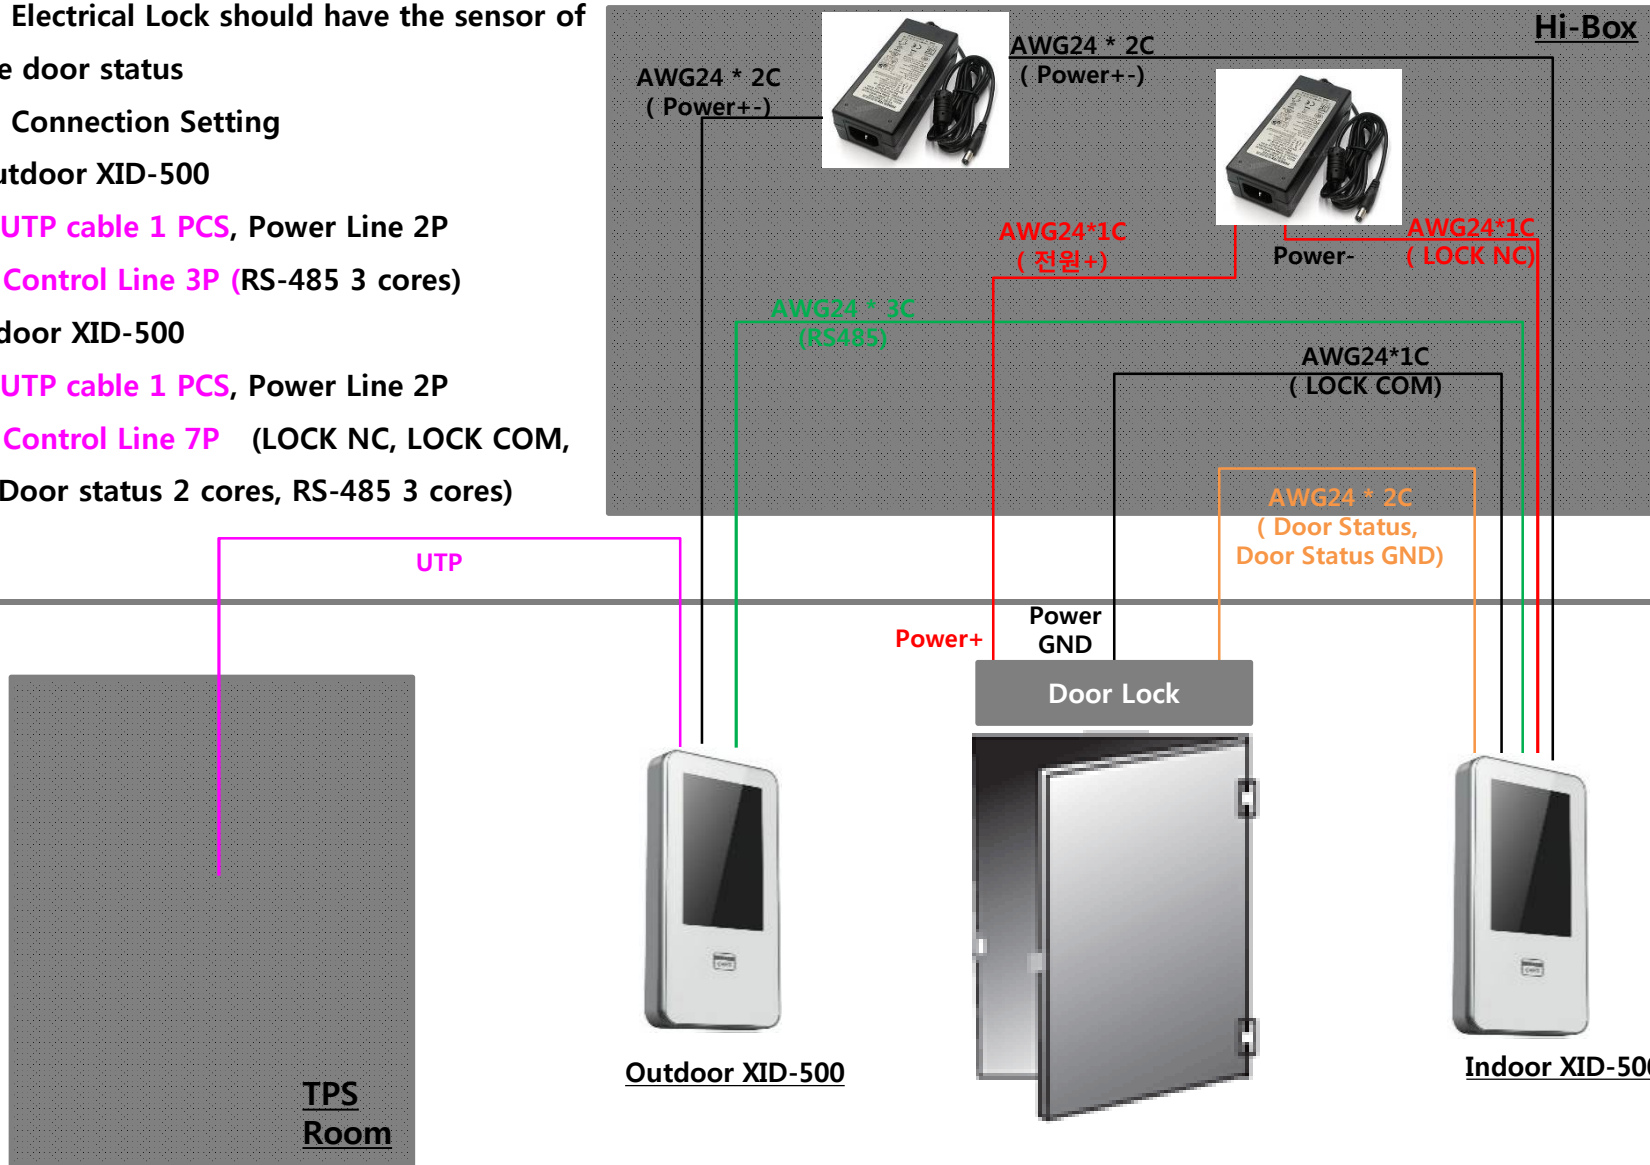 Electrical Lock should have the sensor of
e door status
Connection Setting
utdoor XID-500
UTP cable 1 PCS, Power Line 2P
Control Line 3P (RS-485 3 cores)
door XID-500
UTP cable 1 PCS, Power Line 2P
Control Line 7P (LOCK NC, LOCK COM,
Door status 2 cores, RS-485 3 cores)
Hi-Box
AWG24 * 2C
( Power+-)
AWG24 * 2C
( Power+-)
AWG24*1C
( 전원+)
Power-
AWG24*1C
( LOCK NC)
AWG24 * 3C
(RS485)
AWG24*1C
( LOCK COM)
AWG24 * 2C
( Door Status,
Door Status GND)
UTP
Power+
Power
GND
Door Lock
TPS
Room
Outdoor XID-500
Indoor XID-500